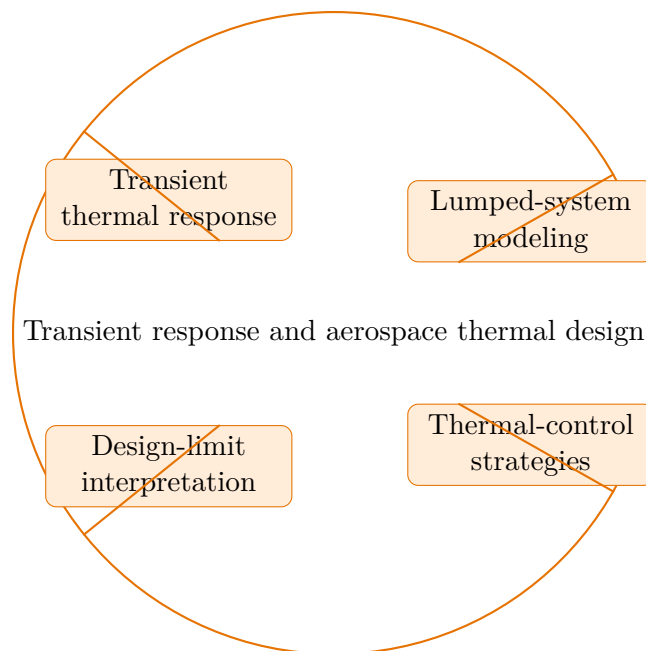 Transient
thermal response
Lumped-system
modeling
Transient response and aerospace thermal design
Design-limit
interpretation
Thermal-control
strategies